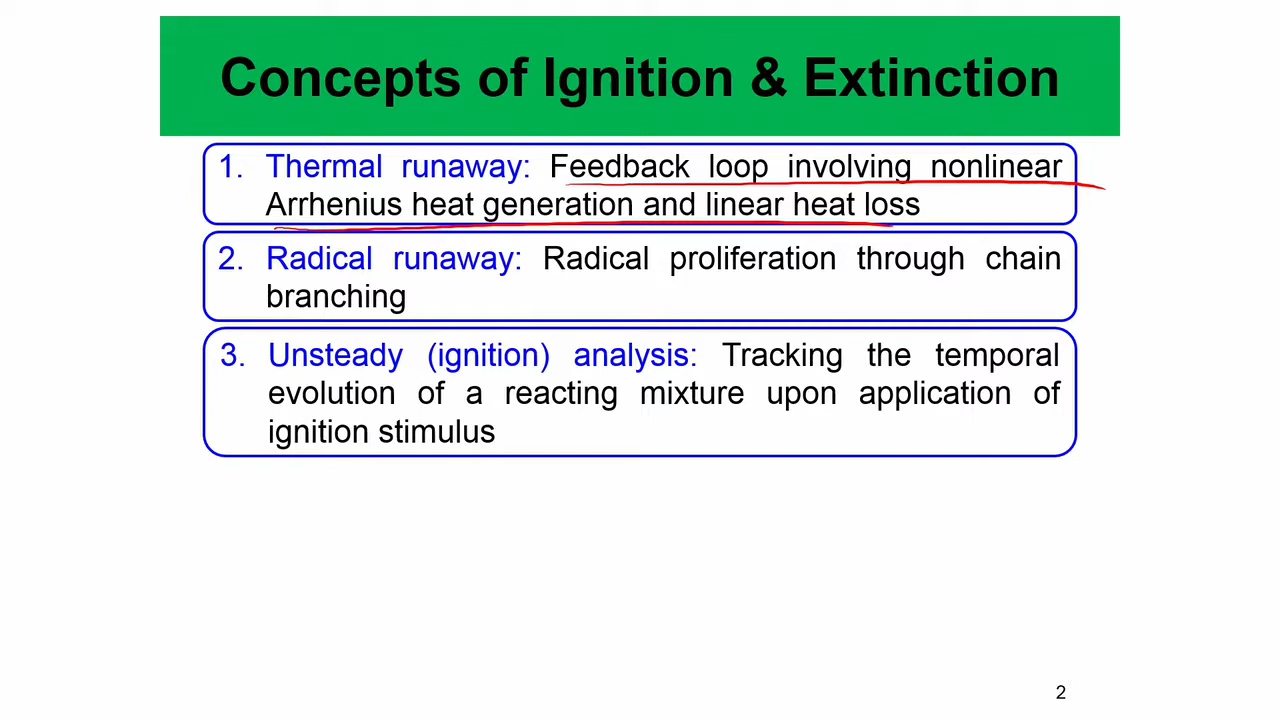 Concepts of Ignition & Extinction
1. Thermal runaway: Feedback loop involving nonlinear
Arrhenius heat generation and linear heat loss
2. Radical runaway: Radical proliferation through chain
branching
3. Unsteady (ignition) analysis: Tracking the temporal
evolution of a reacting mixture upon application of
ignition stimulus
2